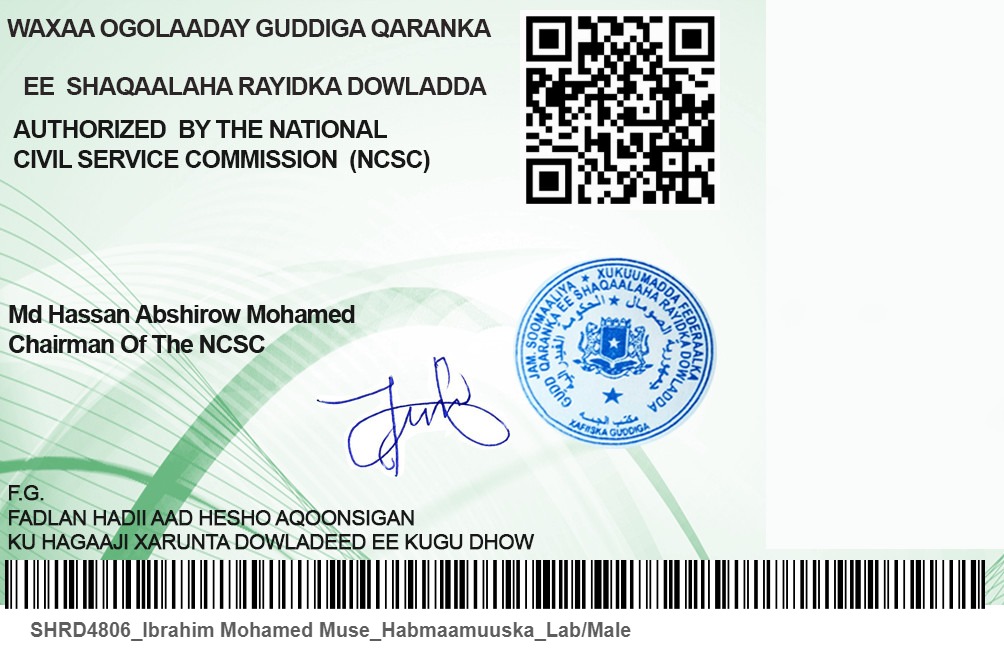 WAXAA OGOLAADAY GUDDIGA QARANKA
EE SHAQAALAHA RAYIDKA DOWLADDA
AUTHORIZED BY THE NATIONAL
CIVIL SERVICE COMMISSION (NCSC)
Md Hassan Abshirow Mohamed
Chairman Of The NCSC
JAM. SOOMAALIYA ★ XUKUUMADDA FEDERAALKA
GUDD QARANKA EE SHAQAALAHA RAYIDKA DOWLADDA
XAFIISKA GUDDIGA
F.G.
FADLAN HADII AAD HESHO AQOONSIGAN
KU HAGAAJI XARUNTA DOWLADEED EE KUGU DHOW
SHRD4806_Ibrahim Mohamed Muse_Habmaamuuska_Lab/Male